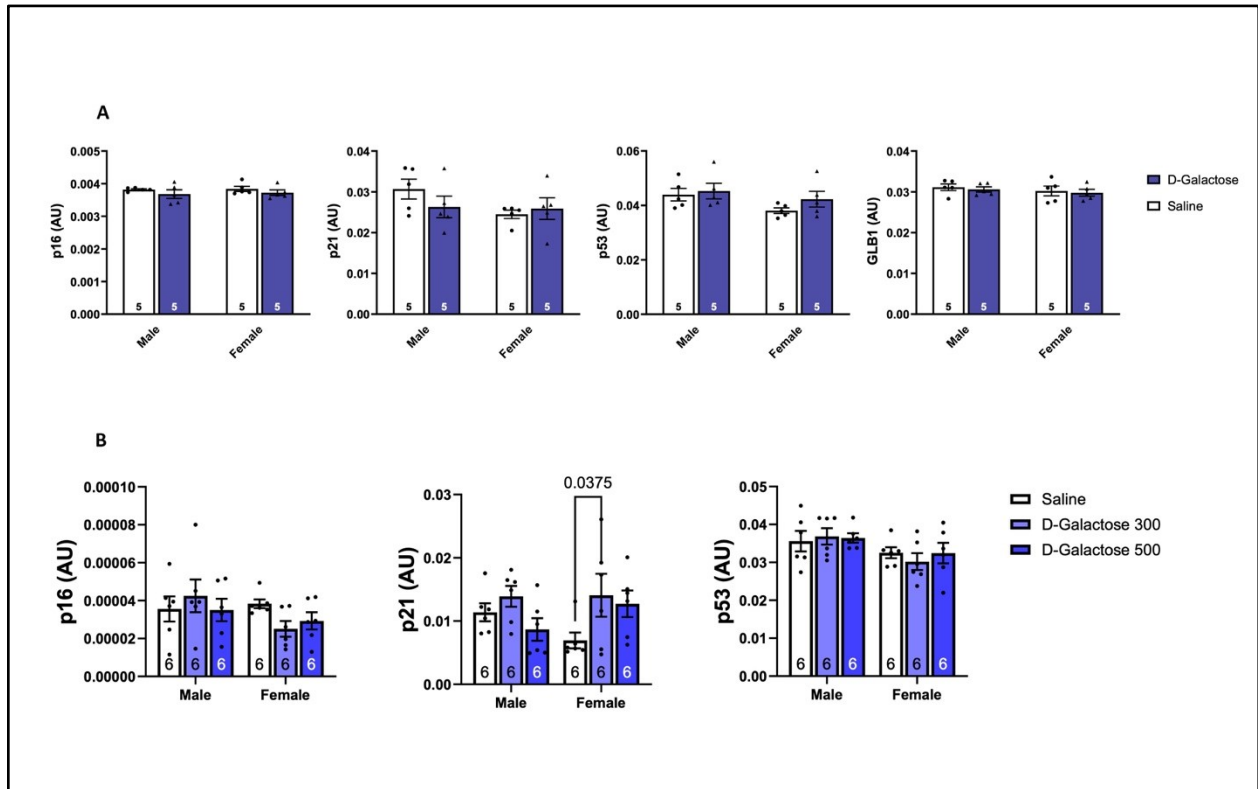 A
p16 (AU)
0.005
0.004
0.003
0.002
0.001
0.000
5
5
5
5
Male
Female
p21 (AU)
0.04
0.03
0.02
0.01
0.00
5
5
5
5
Male
Female
p53 (AU)
0.06
0.04
0.02
0.00
5
5
5
5
Male
Female
GLB1 (AU)
0.04
0.03
0.02
0.01
0.00
5
5
5
5
Male
Female
D-Galactose
Saline
B
p16 (AU)
0.00010
0.00008
0.00006
0.00004
0.00002
0.00000
6
6
6
6
6
6
Male
Female
p21 (AU)
0.03
0.02
0.01
0.00
0.0375
6
6
6
6
6
6
Male
Female
p53 (AU)
0.05
0.04
0.03
0.02
0.01
0.00
6
6
6
6
6
6
Male
Female
Saline
D-Galactose 300
D-Galactose 500